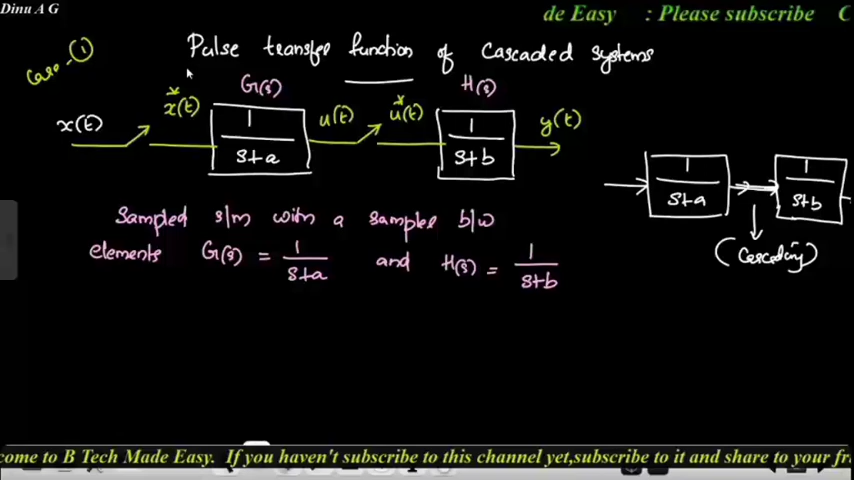 Dinu A G
de Easy : Please subscribe C
Case - ①
Pulse transfer function of Cascaded systems
G(s) H(s)
x(t) x*(t) 1/(s+a) u(t) u*(t) 1/(s+b) y(t)
1/(s+a) 1/(s+b)
(Cascading)
Sampled s/m with a sampler b/w
elements G(s) = 1/(s+a) and H(s) = 1/(s+b)
come to B Tech Made Easy. If you haven't subscribe to this channel yet,subscribe to it and share to your fr